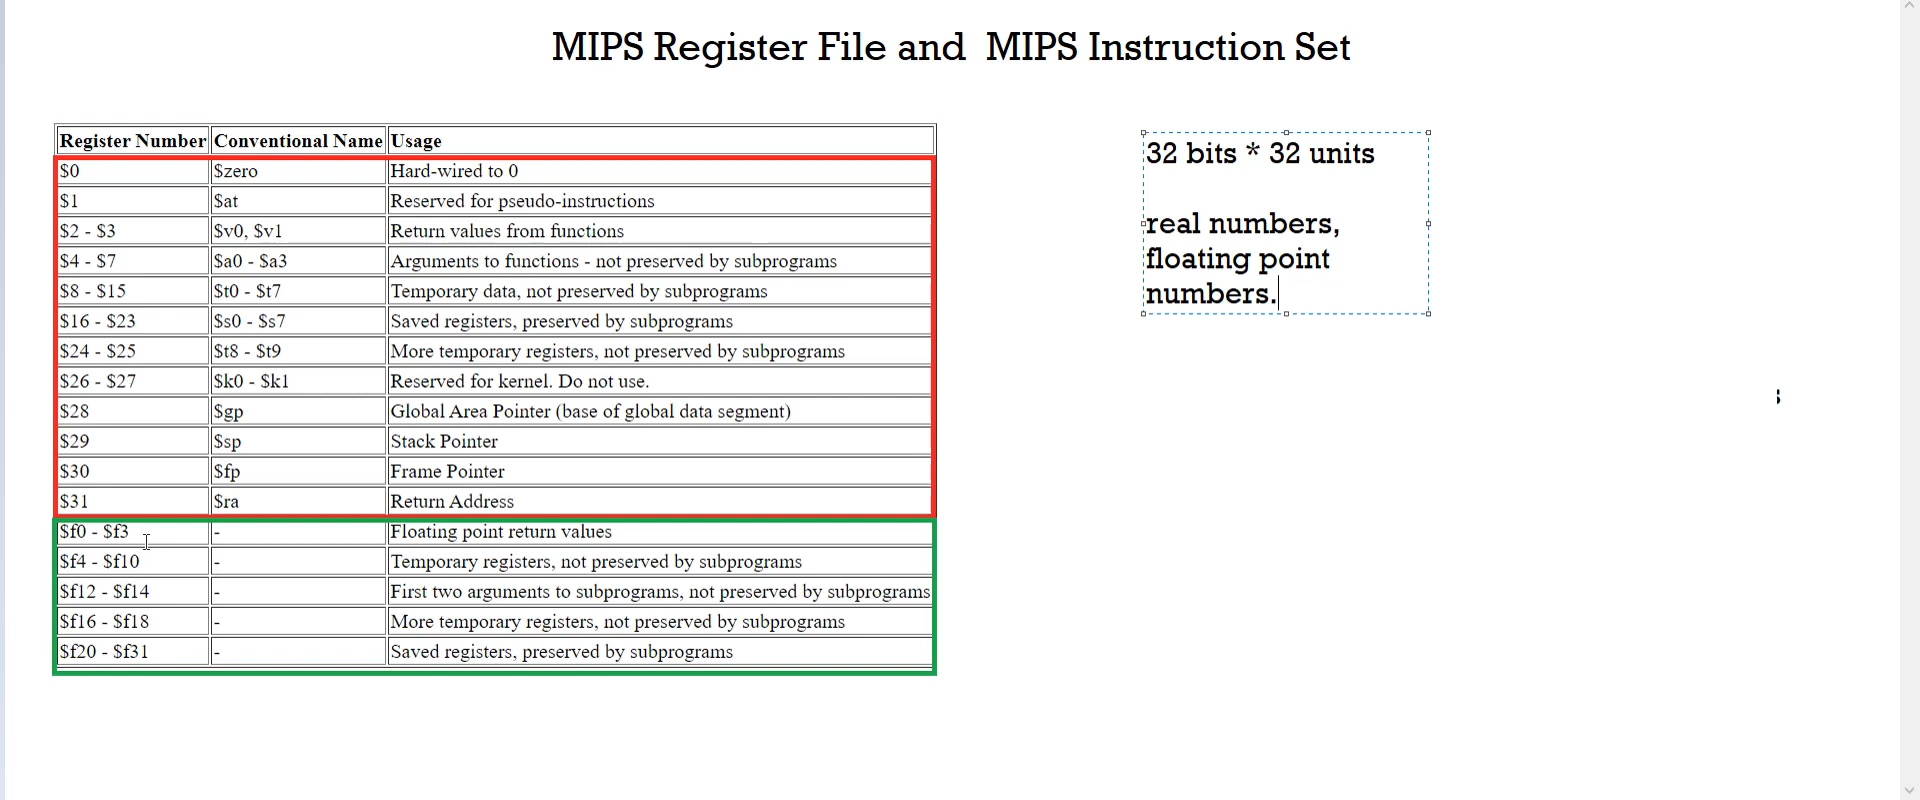 MIPS Register File and MIPS Instruction Set
Register Number Conventional Name Usage
$0 $zero Hard-wired to 0
$1 $at Reserved for pseudo-instructions
$2 - $3 $v0, $v1 Return values from functions
$4 - $7 $a0 - $a3 Arguments to functions - not preserved by subprograms
$8 - $15 $t0 - $t7 Temporary data, not preserved by subprograms
$16 - $23 $s0 - $s7 Saved registers, preserved by subprograms
$24 - $25 $t8 - $t9 More temporary registers, not preserved by subprograms
$26 - $27 $k0 - $k1 Reserved for kernel. Do not use.
$28 $gp Global Area Pointer (base of global data segment)
$29 $sp Stack Pointer
$30 $fp Frame Pointer
$31 $ra Return Address
$f0 - $f3 - Floating point return values
$f4 - $f10 - Temporary registers, not preserved by subprograms
$f12 - $f14 - First two arguments to subprograms, not preserved by subprograms
$f16 - $f18 - More temporary registers, not preserved by subprograms
$f20 - $f31 - Saved registers, preserved by subprograms
32 bits * 32 units
real numbers,
floating point
numbers.